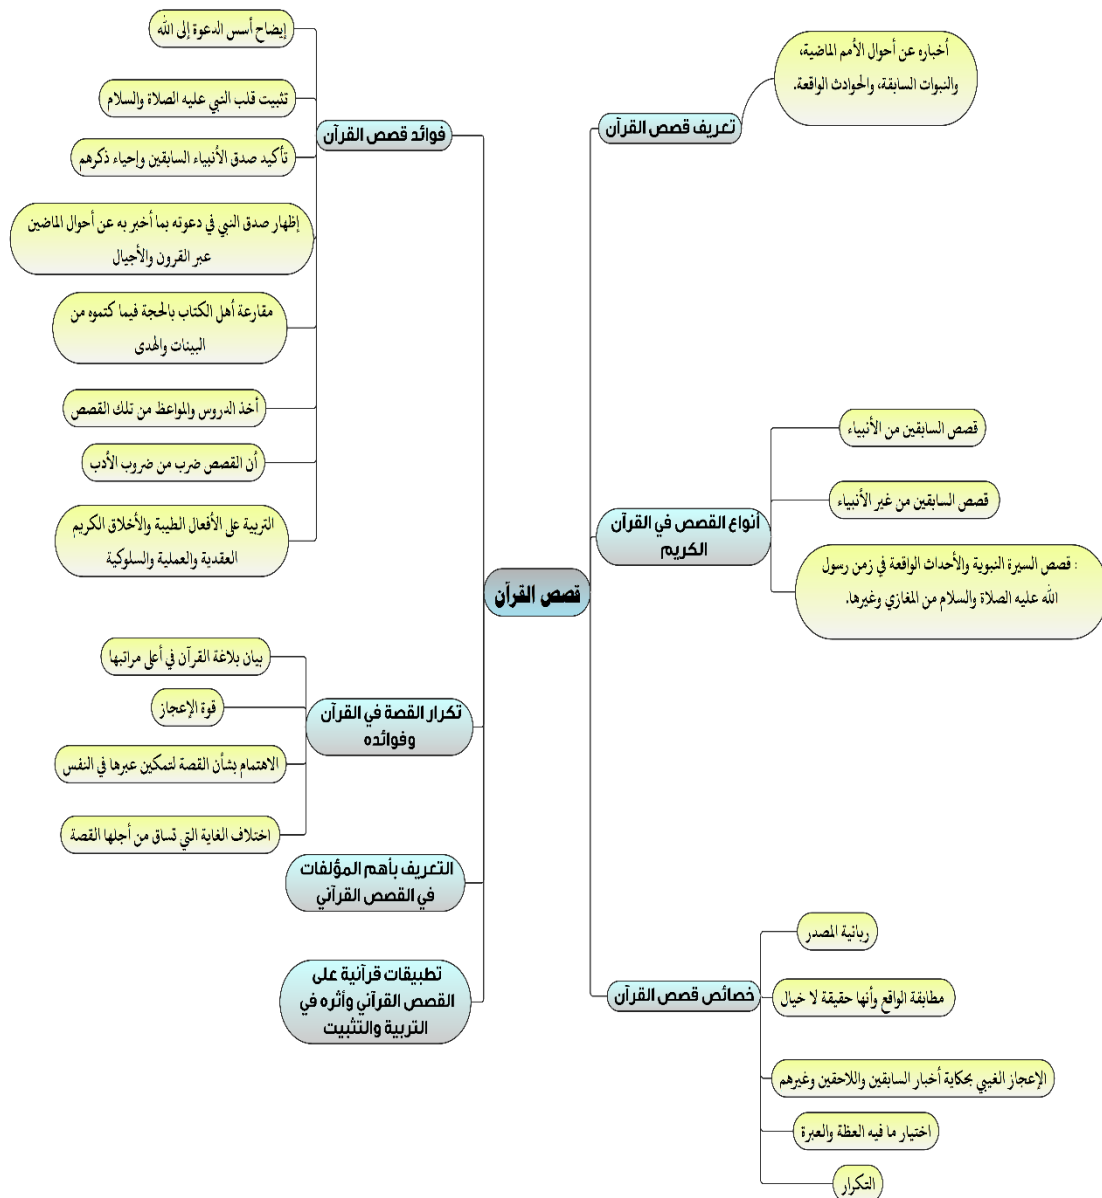 قصص القرآن
تعريف قصص القرآن
أخباره عن أحوال الأمم الماضية،
والنبوات السابقة، والحوادث الواقعة.
أنواع القصص في القرآن
الكريم
قصص السابقين من الأنبياء
قصص السابقين من غير الأنبياء
: قصص السيرة النبوية والأحداث الواقعة في زمن رسول
الله عليه الصلاة والسلام من المغازي وغيرها.
خصائص قصص القرآن
ربانية المصدر
مطابقة الواقع وأنها حقيقة لا خيال
الإعجاز الغيبي بحكاية أخبار السابقين واللاحقين وغيرهم
اختيار ما فيه العظة والعبرة
التكرار
فوائد قصص القرآن
إيضاح أسس الدعوة إلى الله
تثبيت قلب النبي عليه الصلاة والسلام
تأكيد صدق الأنبياء السابقين وإحياء ذكرهم
إظهار صدق النبي في دعوته بما أخبر به عن أحوال الماضين
عبر القرون والأجيال
مقارعة أهل الكتاب بالحجة فيما كتموه من
البينات والهدى
أخذ الدروس والمواعظ من تلك القصص
أن القصص ضرب من ضروب الأدب
التربية على الأفعال الطيبة والأخلاق الكريم
العقدية والعملية والسلوكية
تكرار القصة في القرآن
وفوائده
بيان بلاغة القرآن في أعلى مراتبها
قوة الإعجاز
الاهتمام بشأن القصة لتمكين عبرها في النفس
اختلاف الغاية التي تساق من أجلها القصة
التعريف بأهم المؤلفات
في القصص القرآني
تطبيقات قرآنية على
القصص القرآني وأثره في
التربية والتثبيت